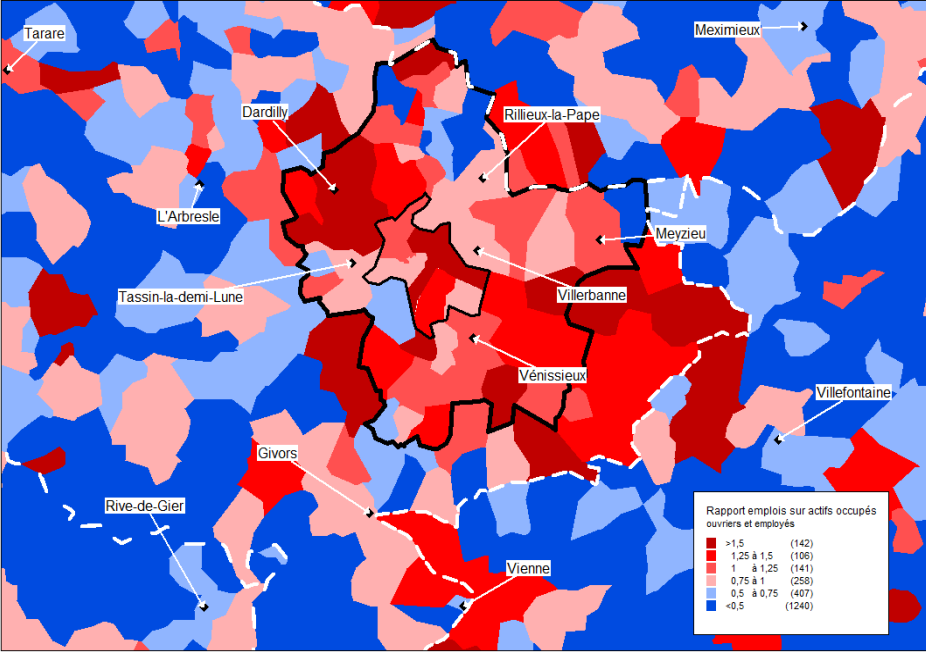 Tarare
Meximieux
Dardilly
Rillieux-la-Pape
L'Arbresle
Meyzieu
Tassin-la-demi-Lune
Villerbanne
Vénissieux
Villefontaine
Givors
Rive-de-Gier
Vienne
Rapport emplois sur actifs occupés
ouvriers et employés
>1,5 (142)
1,25 à 1,5 (106)
1 à 1,25 (141)
0,75 à 1 (258)
0,5 à 0,75 (407)
<0,5 (1240)